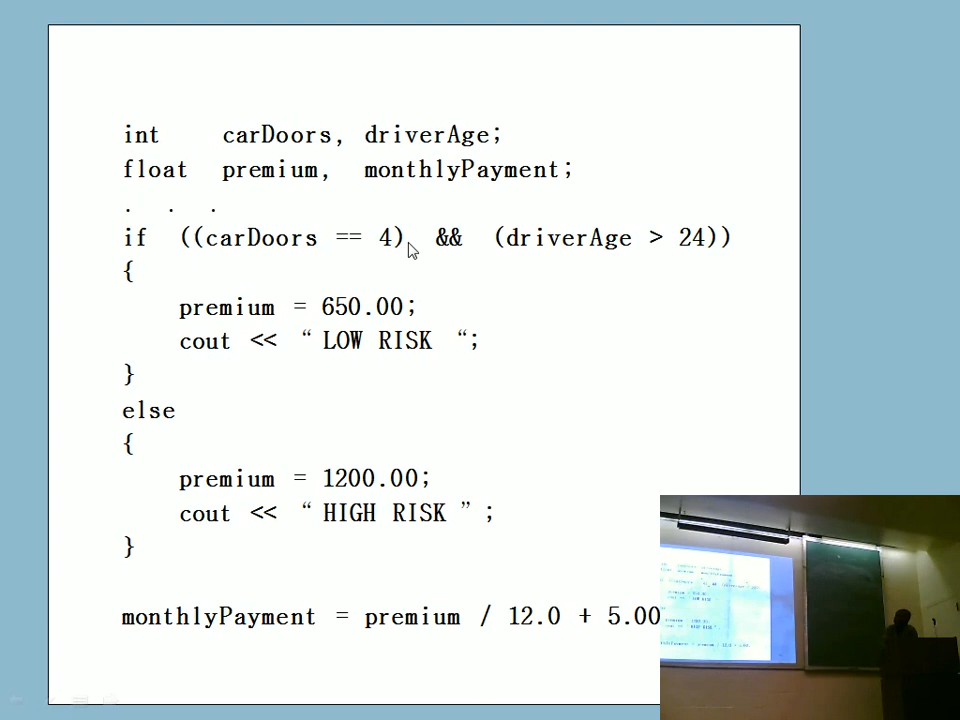 int carDoors, driverAge;
float premium, monthlyPayment;
. . .
if ((carDoors == 4) && (driverAge > 24))
{
premium = 650.00;
cout << “ LOW RISK “;
}
else
{
premium = 1200.00;
cout << “ HIGH RISK ” ;
}
monthlyPayment = premium / 12.0 + 5.00